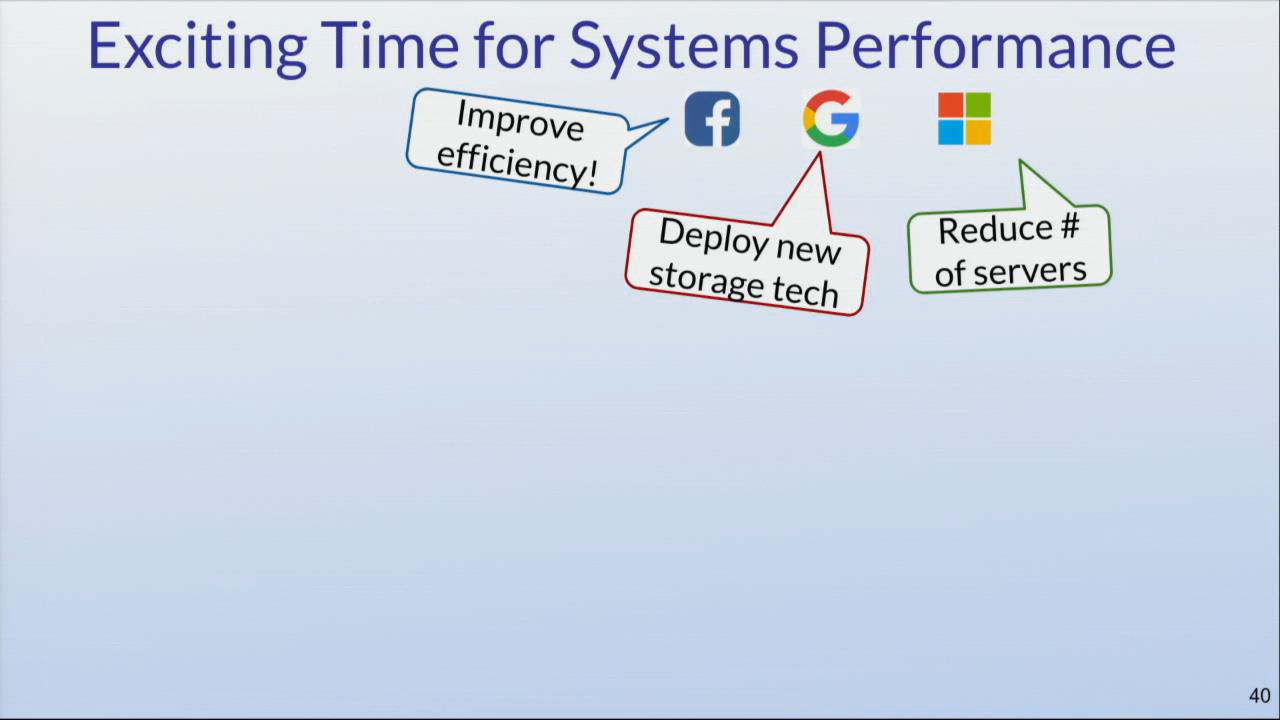 Exciting Time for Systems Performance
Improve
efficiency!
Deploy new
storage tech
Reduce #
of servers
40